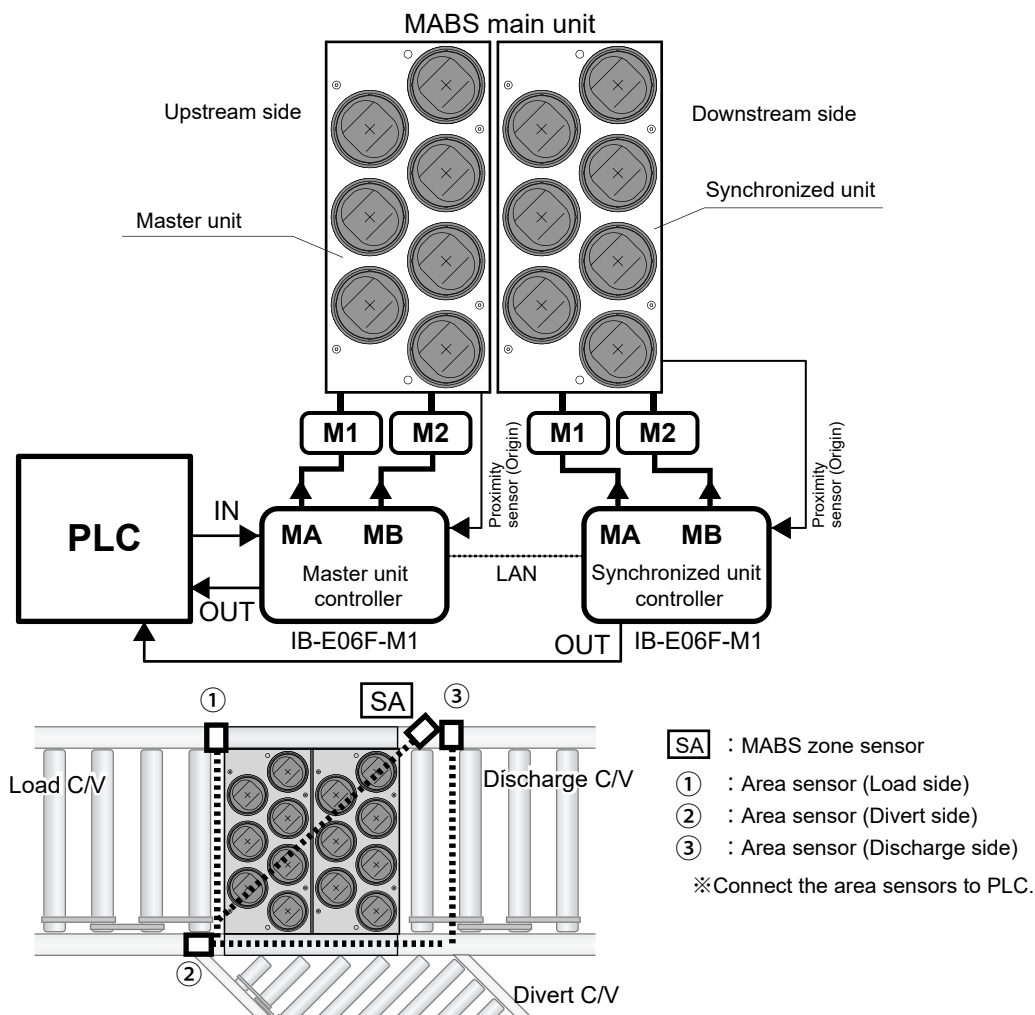 MABS main unit
Upstream side
Downstream side
Master unit
Synchronized unit
M1
M2
M1
M2
Proximity
sensor (Origin)
Proximity
sensor (Origin)
PLC
IN
OUT
MA
MB
Master unit
controller
IB-E06F-M1
LAN
MA
MB
Synchronized unit
controller
IB-E06F-M1
OUT
①
SA
③
Load C/V
Discharge C/V
②
Divert C/V
SA : MABS zone sensor
① : Area sensor (Load side)
② : Area sensor (Divert side)
③ : Area sensor (Discharge side)
※Connect the area sensors to PLC.